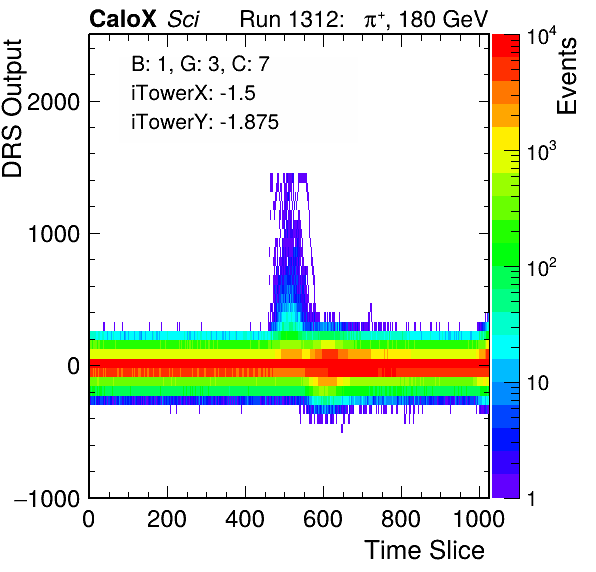 CaloX Sci Run 1312: π⁺, 180 GeV
B: 1, G: 3, C: 7
iTowerX: -1.5
iTowerY: -1.875
DRS Output
2000
1000
0
−1000
0 200 400 600 800 1000
Time Slice
Events
10⁴
10³
10²
10
1